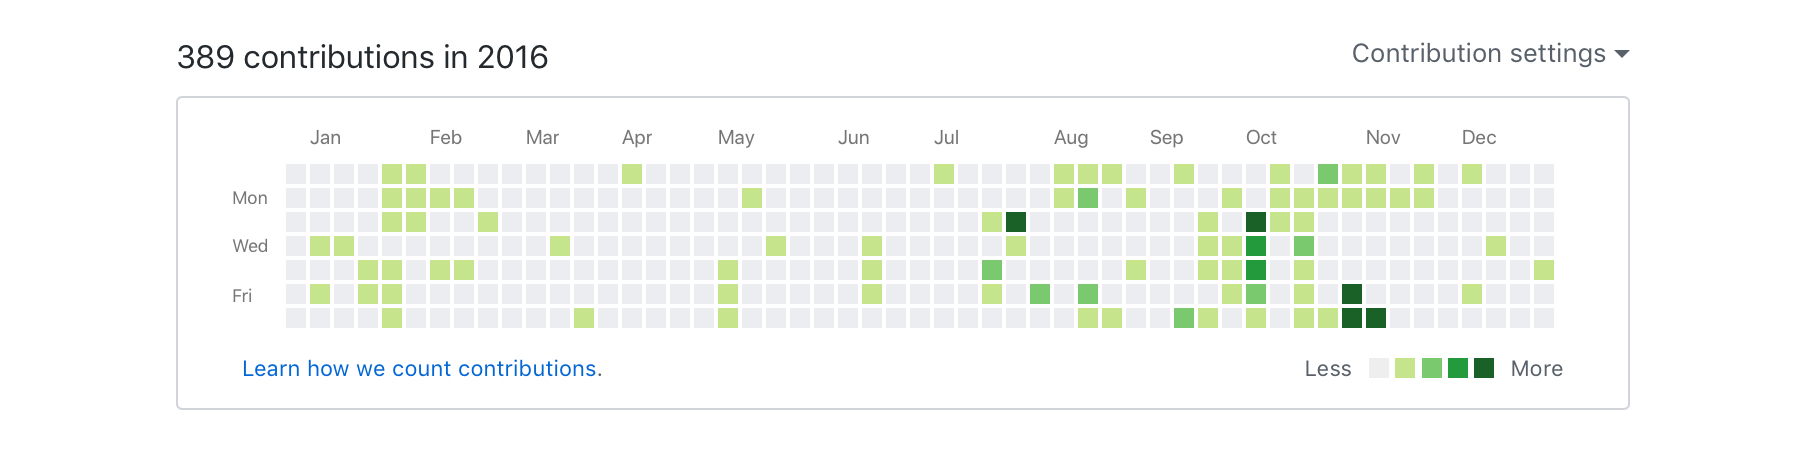 389 contributions in 2016
Contribution settings
Jan Feb Mar Apr May Jun Jul Aug Sep Oct Nov Dec
Mon
Wed
Fri
Learn how we count contributions.
Less More